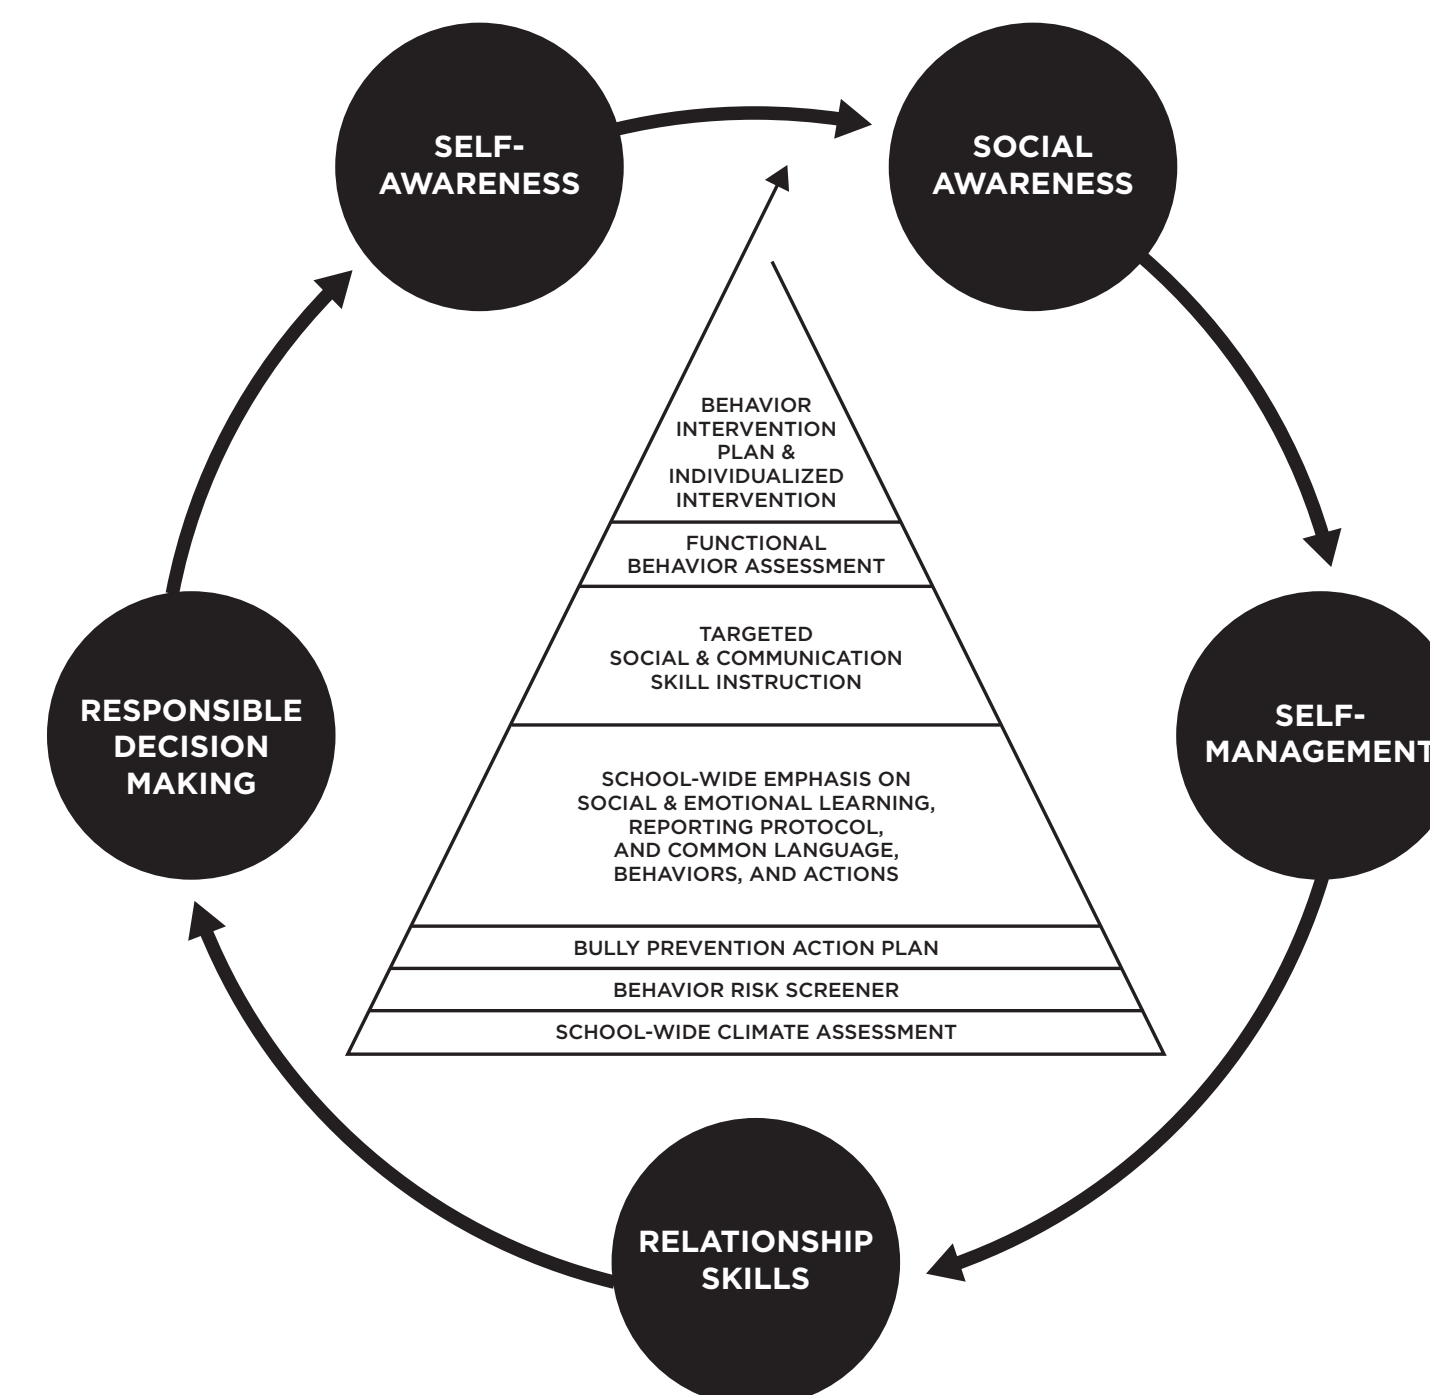 SELF-
AWARENESS
SOCIAL
AWARENESS
BEHAVIOR
INTERVENTION
PLAN &
INDIVIDUALIZED
INTERVENTION
FUNCTIONAL
BEHAVIOR ASSESSMENT
TARGETED
SOCIAL & COMMUNICATION
SKILL INSTRUCTION
RESPONSIBLE
DECISION
MAKING
SELF-
MANAGEMENT
SCHOOL-WIDE EMPHASIS ON
SOCIAL & EMOTIONAL LEARNING,
REPORTING PROTOCOL,
AND COMMON LANGUAGE,
BEHAVIORS, AND ACTIONS
BULLY PREVENTION ACTION PLAN
BEHAVIOR RISK SCREENER
SCHOOL-WIDE CLIMATE ASSESSMENT
RELATIONSHIP
SKILLS